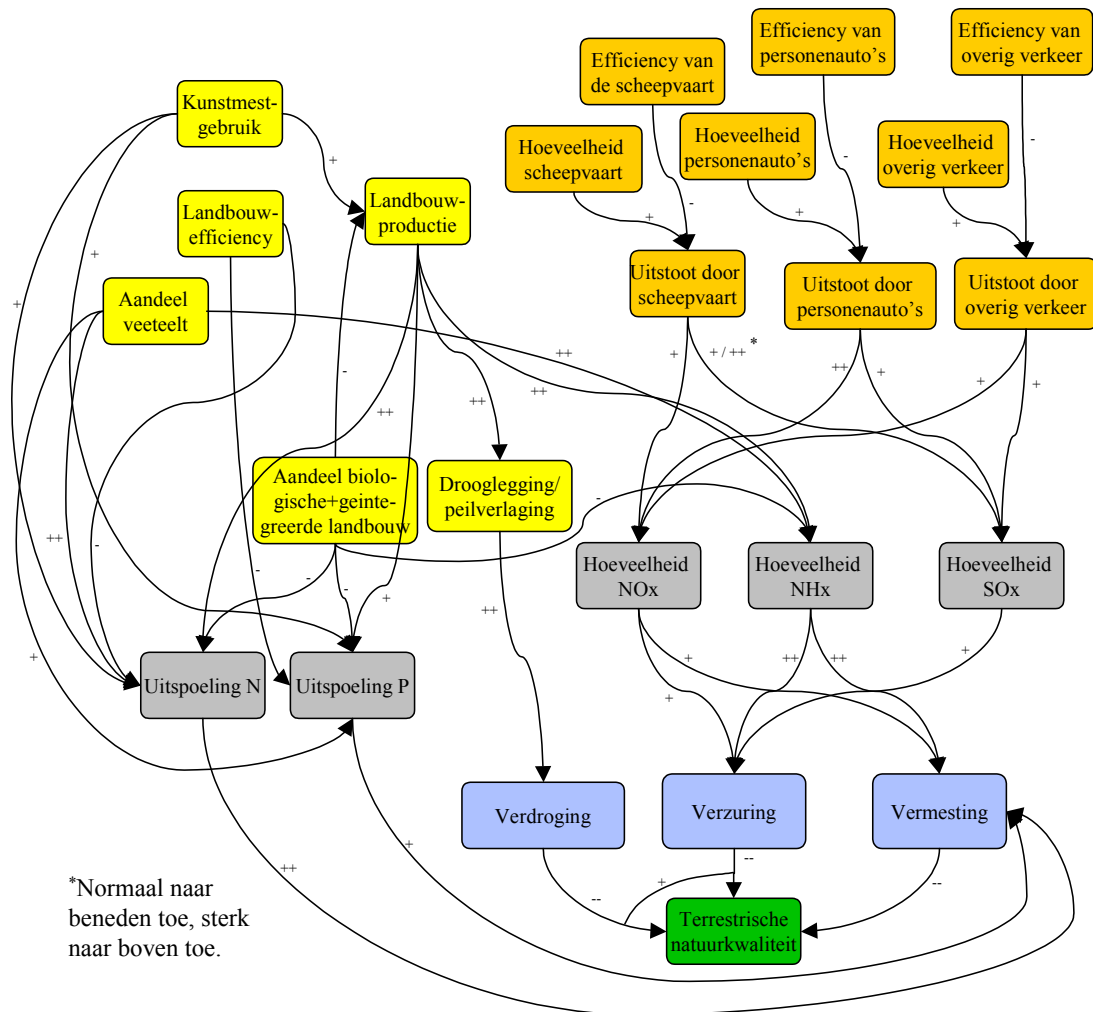 Efficiency van
personenauto's
Efficiency van
overig verkeer
Efficiency van
de scheepvaart
Kunstmest-
gebruik
Hoeveelheid
scheepvaart
Hoeveelheid
personenauto's
Hoeveelheid
overig verkeer
Landbouw-
efficiency
Landbouw-
productie
Aandeel
veeteelt
Uitstoot door
scheepvaart
Uitstoot door
personenauto's
Uitstoot door
overig verkeer
+
-
-
-
+
+
+
+
+
-
++
++
++
++
+
+ / ++ *
++
+
+
+
Aandeel biolo-
gische+geinte-
greerde landbouw
Drooglegging/
peilverlaging
-
++
-
-
-
-
+
++
Hoeveelheid
NOx
Hoeveelheid
NHx
Hoeveelheid
SOx
Uitspoeling N
Uitspoeling P
+
+
+
++
++
+
Verdroging
Verzuring
Vermesting
++
+
--
+
--
--
Terrestrische
natuurkwaliteit
*Normaal naar
beneden toe, sterk
naar boven toe.